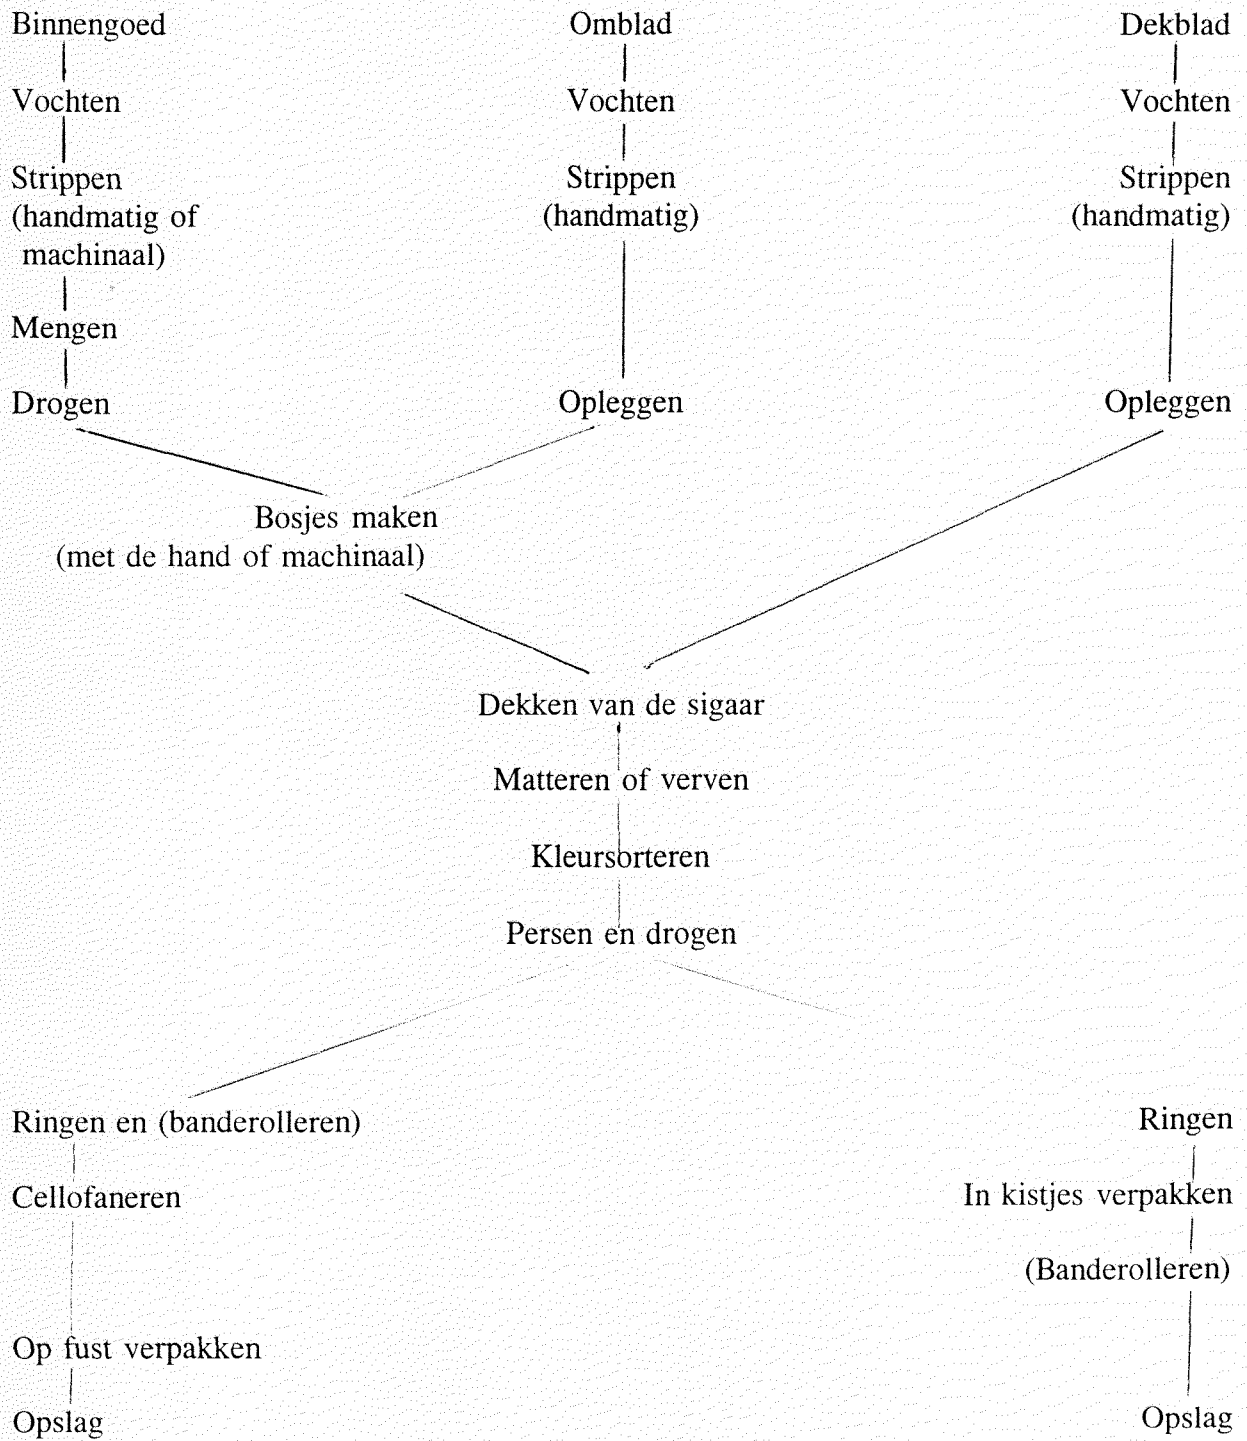 Binnengoed
Omblad
Dekblad
Vochten
Vochten
Vochten
Strippen
(handmatig of
machinaal)
Strippen
(handmatig)
Strippen
(handmatig)
Mengen
Drogen
Opleggen
Opleggen
Bosjes maken
(met de hand of machinaal)
Dekken van de sigaar
Matteren of verven
Kleursorteren
Persen en drogen
Ringen en (banderolleren)
Ringen
Cellofaneren
In kistjes verpakken
(Banderolleren)
Op fust verpakken
Opslag
Opslag